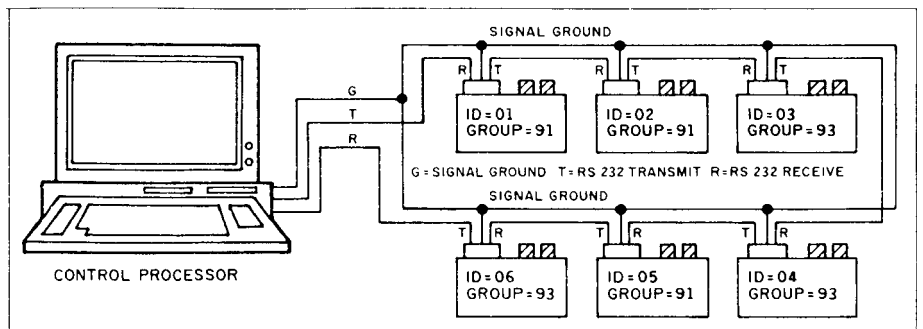 SIGNAL GROUND
R T R T R T
G
T
R
ID=01
GROUP=91
ID=02
GROUP=91
ID=03
GROUP=93
G=SIGNAL GROUND T=RS 232 TRANSMIT R=RS 232 RECEIVE
SIGNAL GROUND
T R T R T R
ID=06
GROUP=93
ID=05
GROUP=91
ID=04
GROUP=93
CONTROL PROCESSOR